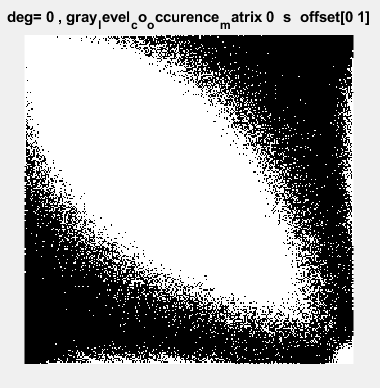 deg= 0 , gray_level_co_occurence_matrix 0 s offset[0 1]